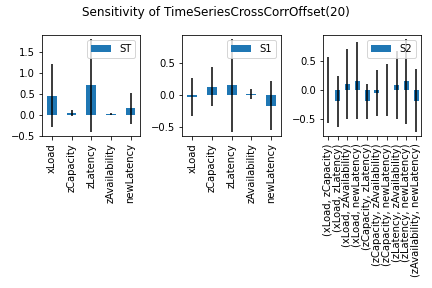 Sensitivity of TimeSeriesCrossCorrOffset(20)
ST
1.5
1.0
0.5
0.0
−0.5
xLoad
zCapacity
zLatency
zAvailability
newLatency
S1
0.5
0.0
−0.5
xLoad
zCapacity
zLatency
zAvailability
newLatency
S2
0.5
0.0
−0.5
(xLoad, zCapacity)
(xLoad, zLatency)
(xLoad, zAvailability)
(xLoad, newLatency)
(zCapacity, zLatency)
(zCapacity, zAvailability)
(zCapacity, newLatency)
(zLatency, zAvailability)
(zLatency, newLatency)
(zAvailability, newLatency)